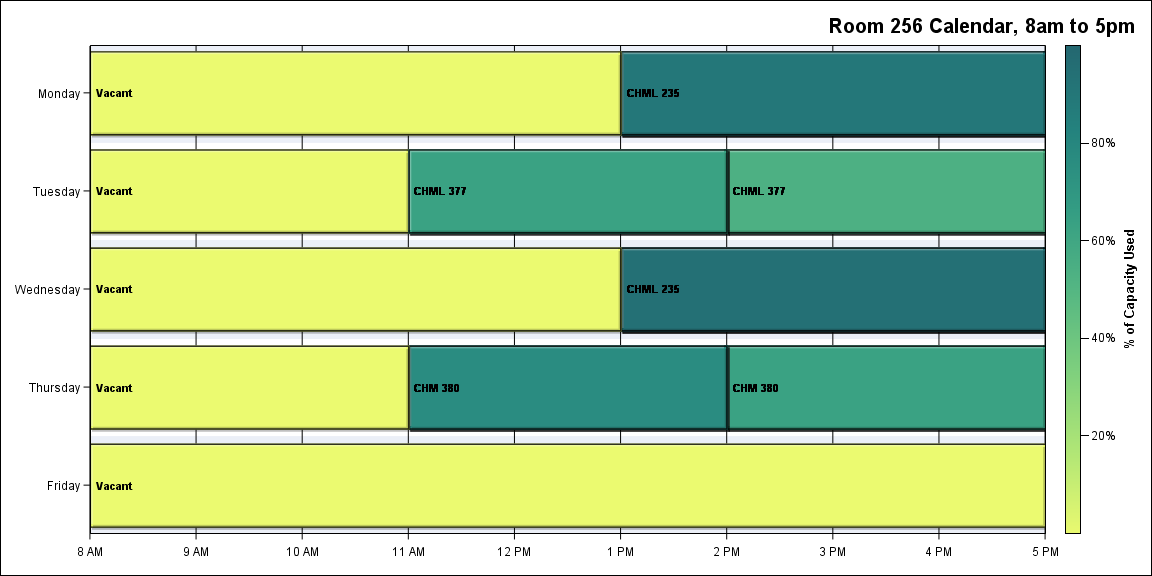 Room 256 Calendar, 8am to 5pm
Monday
Vacant
CHML 235
Tuesday
Vacant
CHML 377
CHML 377
Wednesday
Vacant
CHML 235
Thursday
Vacant
CHM 380
CHM 380
Friday
Vacant
8 AM
9 AM
10 AM
11 AM
12 PM
1 PM
2 PM
3 PM
4 PM
5 PM
80%
60%
40%
20%
% of Capacity Used